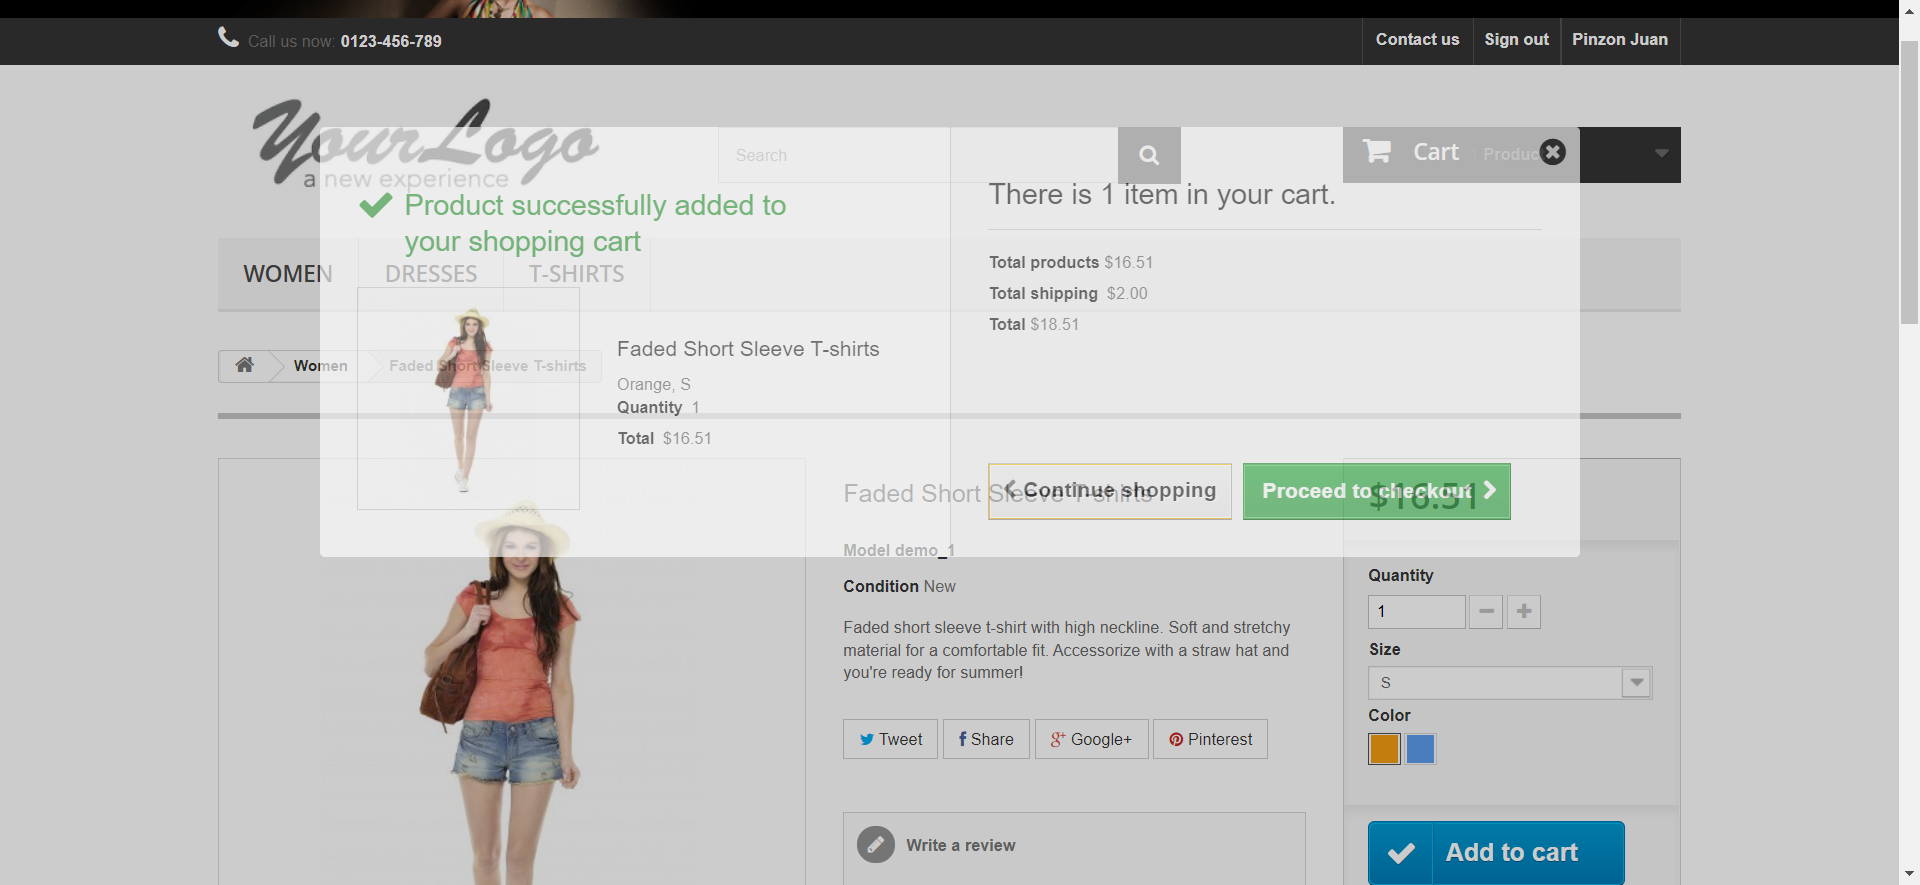 Call us now: 0123-456-789
Contact us
Sign out
Pinzon Juan
YourLogo
a new experience
Search
Cart
1 Produc
Product successfully added to
your shopping cart
There is 1 item in your cart.
Total products $16.51
Total shipping $2.00
Total $18.51
WOMEN
DRESSES
T-SHIRTS
Women
Faded Short Sleeve T-shirts
Faded Short Sleeve T-shirts
Orange, S
Quantity 1
Total $16.51
Continue shopping
Proceed to checkout
Faded Short Sleeve T-shirts
$16.51
Model demo_1
Condition New
Faded short sleeve t-shirt with high neckline. Soft and stretchy
material for a comfortable fit. Accessorize with a straw hat and
you're ready for summer!
Tweet
Share
Google+
Pinterest
Write a review
Quantity
1
Size
S
Color
Add to cart